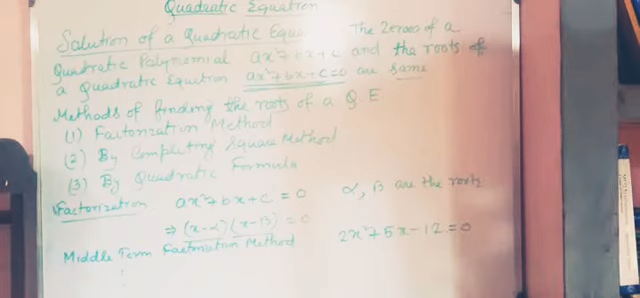 Quadratic Equation
Solution of a Quadratic Equa The zeroes of a
Quadratic Polynomial ax²+bx+c and the roots of
a Quadratic Equation ax²+bx+c=0 are same
Methods of finding the roots of a Q E
(1) Factorization Method
(2) By Completing Square Method
(3) By Quadratic Formula
Factorization ax²+bx+c=0 α, β are the roots
⇒ (x-α)(x-β)=0
Middle Term Factorization Method 2x²+5x-12=0